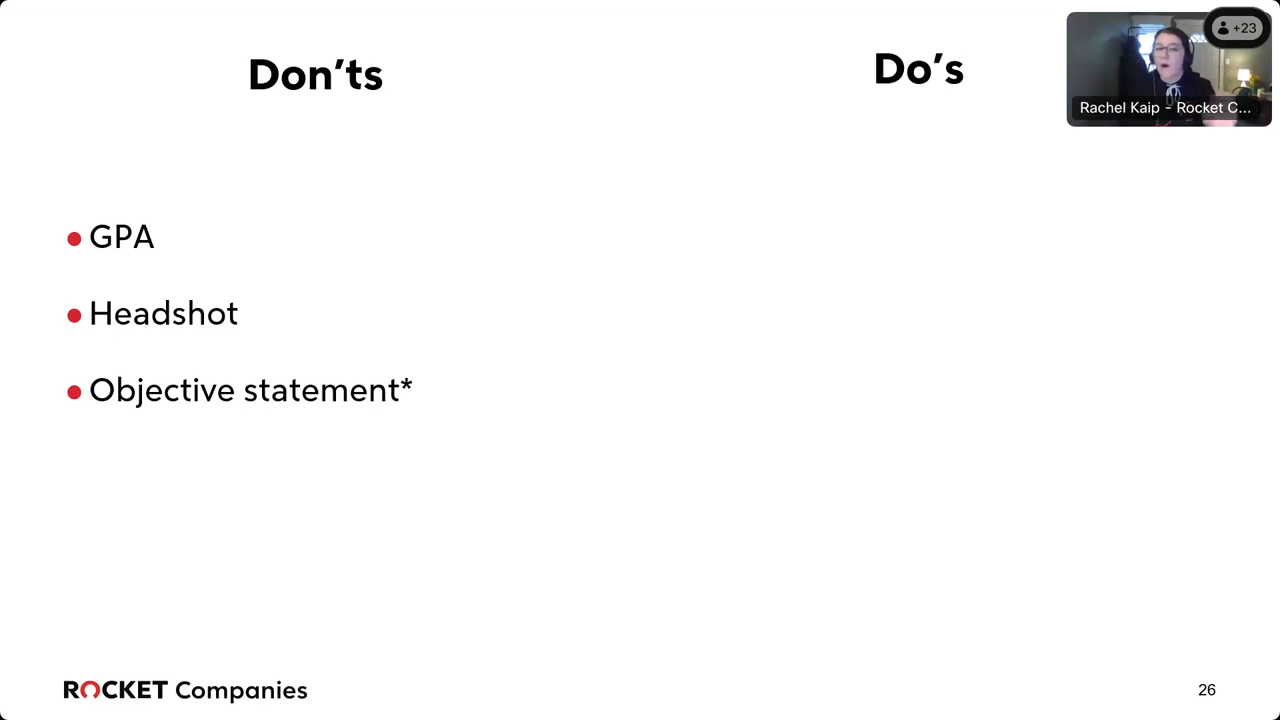 Don’ts
Do’s
+23
Rachel Kaip - Rocket C...
• GPA
• Headshot
• Objective statement*
ROCKET Companies
26